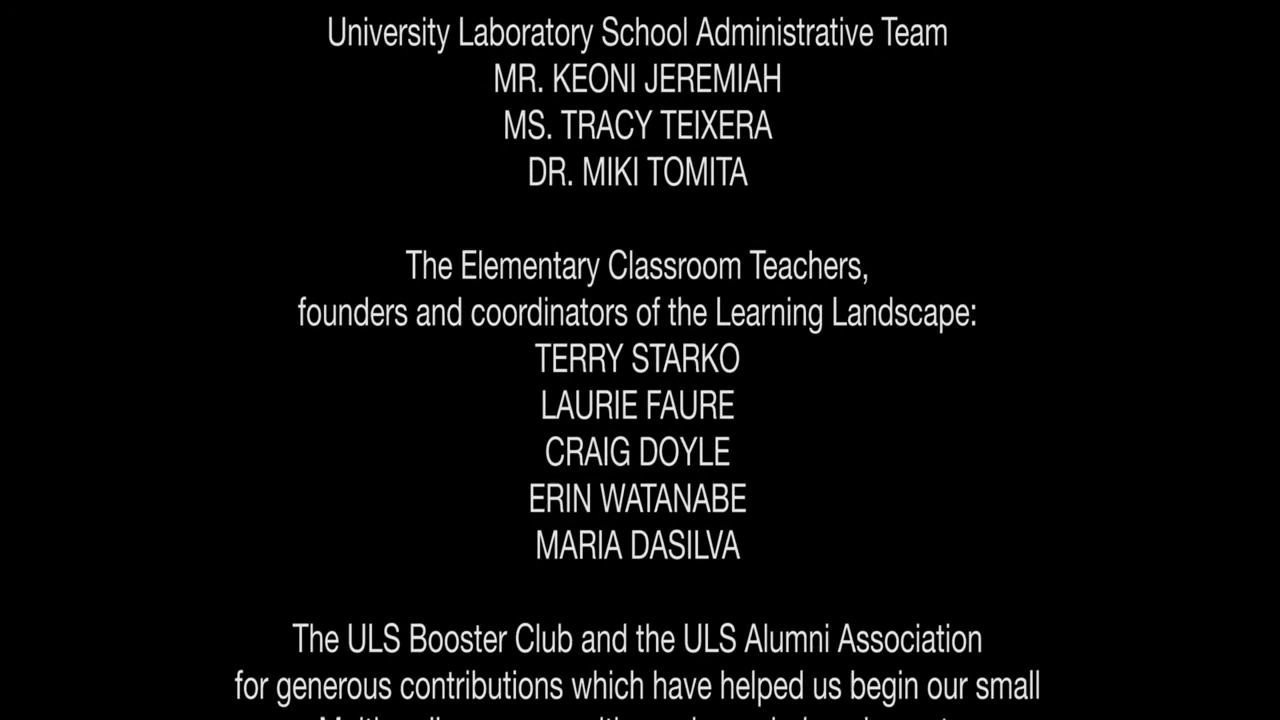 University Laboratory School Administrative Team
MR. KEONI JEREMIAH
MS. TRACY TEIXERA
DR. MIKI TOMITA
The Elementary Classroom Teachers,
founders and coordinators of the Learning Landscape:
TERRY STARKO
LAURIE FAURE
CRAIG DOYLE
ERIN WATANABE
MARIA DASILVA
The ULS Booster Club and the ULS Alumni Association
for generous contributions which have helped us begin our small